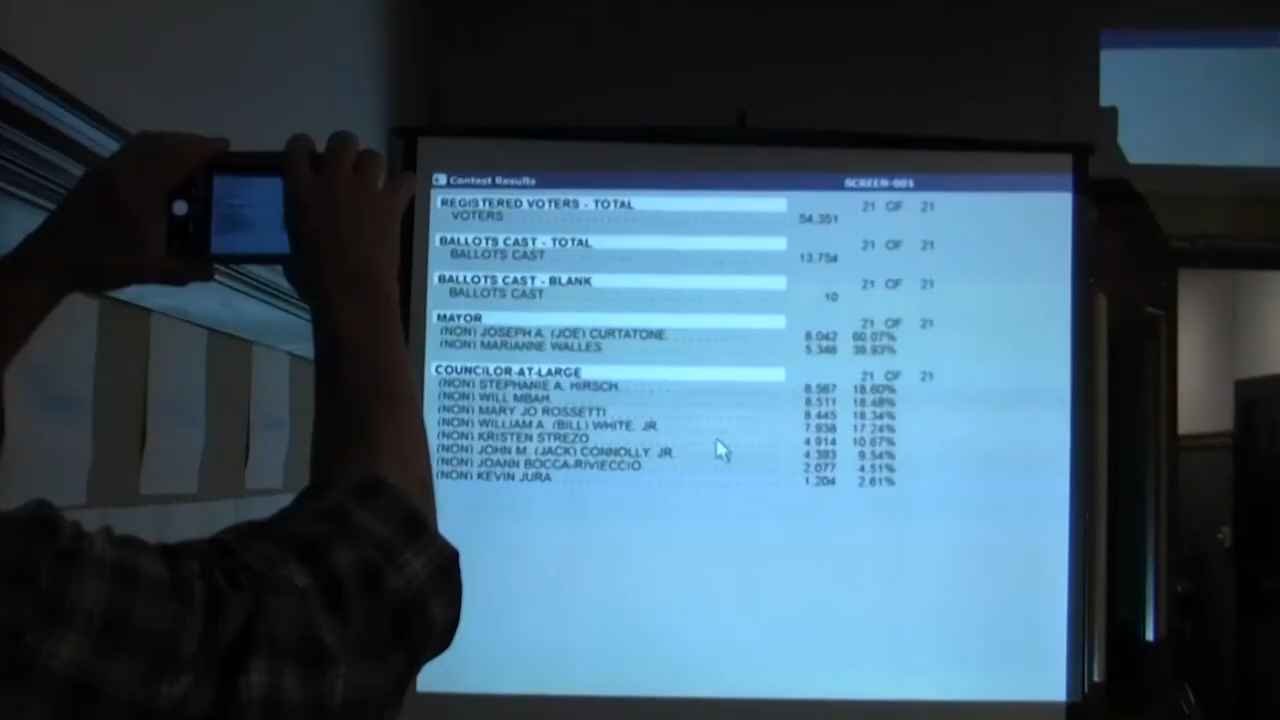 Contest Results SCREEN-001
REGISTERED VOTERS - TOTAL 21 OF 21
VOTERS 54,351
BALLOTS CAST - TOTAL 21 OF 21
BALLOTS CAST 13,754
BALLOTS CAST - BLANK 21 OF 21
BALLOTS CAST 10
MAYOR 21 OF 21
(NON) JOSEPH A. (JOE) CURTATONE 8,042 60.07%
(NON) MARIANNE WALLES 5,346 39.93%
COUNCILOR-AT-LARGE 21 OF 21
(NON) STEPHANIE A. HIRSCH 8,567 18.60%
(NON) WILL MBAH 8,511 18.48%
(NON) MARY JO ROSSETTI 8,445 18.34%
(NON) WILLIAM A. (BILL) WHITE, JR. 7,938 17.24%
(NON) KRISTEN STREZO 4,914 10.67%
(NON) JOHN M. (JACK) CONNOLLY, JR. 4,393 9.54%
(NON) JOANN BOCCA-RIVIECCIO 2,077 4.51%
(NON) KEVIN JURA 1,204 2.61%